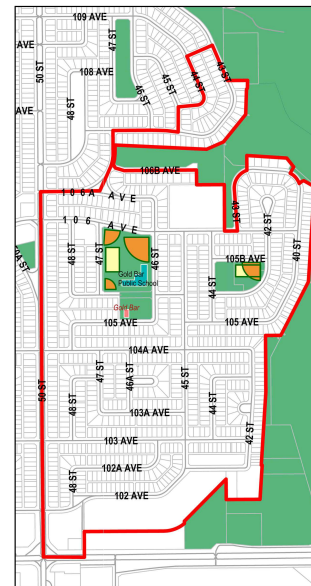 109 AVE
47 ST
50 ST
AVE
108 AVE
48 ST
46 ST
45 ST
44 ST
43 ST
AVE
106B AVE
106A AVE
106 AVE
43 ST
42 ST
40 ST
48 ST
47 ST
46 ST
Gold Bar
Public School
105B AVE
44 ST
Gold Bar
105 AVE
105 AVE
104A AVE
50 ST
47 ST
46A ST
45 ST
48 ST
103A AVE
44 ST
42 ST
103 AVE
102A AVE
48 ST
102 AVE